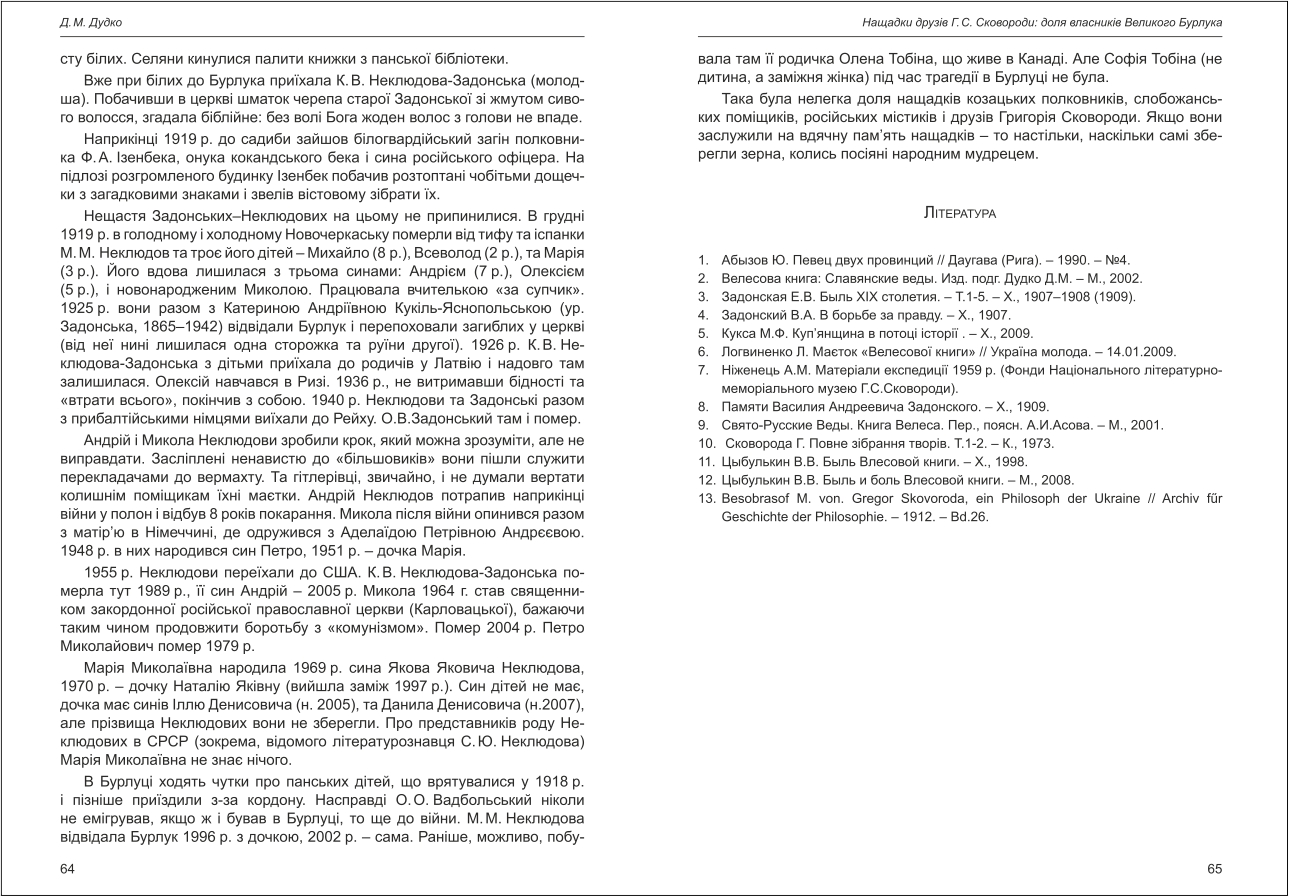 Д. М. Дудко
сту білих. Селяни кинулися палити книжки з панської бібліотеки.
Вже при білих до Бурлука приїхала К. В. Неклюдова-Задонська (молод-
ша). Побачивши в церкві шматок черепа старої Задонської зі жмутом сиво-
го волосся, згадала біблійне: без волі Бога жоден волос з голови не впаде.
Наприкінці 1919 р. до садиби зайшов білогвардійський загін полковни-
ка Ф. А. Ізенбека, онука кокандського бека і сина російського офіцера. На
підлозі розгромленого будинку Ізенбек побачив розтоптані чобітьми дощеч-
ки з загадковими знаками і звелів вістовому зібрати їх.
Нещастя Задонських–Неклюдових на цьому не припинилися. В грудні
1919 р. в голодному і холодному Новочеркаську померли від тифу та іспанки
М. М. Неклюдов та троє його дітей – Михайло (8 р.), Всеволод (2 р.), та Марія
(3 р.). Його вдова лишилася з трьома синами: Андрієм (7 р.), Олексієм
(5 р.), і новонародженим Миколою. Працювала вчителькою «за супчик».
1925 р. вони разом з Катериною Андріївною Кукіль-Яснопольською (ур.
Задонська, 1865–1942) відвідали Бурлук і перепоховали загиблих у церкві
(від неї нині лишилася одна сторожка та руїни другої). 1926 р. К. В. Не-
клюдова-Задонська з дітьми приїхала до родичів у Латвію і надовго там
залишилася. Олексій навчався в Ризі. 1936 р., не витримавши бідності та
«втрати всього», покінчив з собою. 1940 р. Неклюдови та Задонські разом
з прибалтійськими німцями виїхали до Рейху. О.В.Задонський там і помер.
Андрій і Микола Неклюдови зробили крок, який можна зрозуміти, але не
виправдати. Засліплені ненавистю до «більшовиків» вони пішли служити
перекладачами до вермахту. Та гітлерівці, звичайно, і не думали вертати
колишнім поміщикам їхні маєтки. Андрій Неклюдов потрапив наприкінці
війни у полон і відбув 8 років покарання. Микола після війни опинився разом
з матір’ю в Німеччині, де одружився з Аделаїдою Петрівною Андрєєвою.
1948 р. в них народився син Петро, 1951 р. – дочка Марія.
1955 р. Неклюдови переїхали до США. К. В. Неклюдова-Задонська по-
мерла тут 1989 р., її син Андрій – 2005 р. Микола 1964 г. став священни-
ком закордонної російської православної церкви (Карловацької), бажаючи
таким чином продовжити боротьбу з «комунізмом». Помер 2004 р. Петро
Миколайович помер 1979 р.
Марія Миколаївна народила 1969 р. сина Якова Яковича Неклюдова,
1970 р. – дочку Наталію Яківну (вийшла заміж 1997 р.). Син дітей не має,
дочка має синів Іллю Денисовича (н. 2005), та Данила Денисовича (н.2007),
але прізвища Неклюдових вони не зберегли. Про представників роду Не-
клюдових в СРСР (зокрема, відомого літературознавця С. Ю. Неклюдова)
Марія Миколаївна не знає нічого.
В Бурлуці ходять чутки про панських дітей, що врятувалися у 1918 р.
і пізніше приїздили з-за кордону. Насправді О. О. Вадбольський ніколи
не емігрував, якщо ж і бував в Бурлуці, то ще до війни. М. М. Неклюдова
відвідала Бурлук 1996 р. з дочкою, 2002 р. – сама. Раніше, можливо, побу-
64
Нащадки друзів Г. С. Сковороди: доля власників Великого Бурлука
вала там її родичка Олена Тобіна, що живе в Канаді. Але Софія Тобіна (не
дитина, а заміжня жінка) під час трагедії в Бурлуці не була.
Така була нелегка доля нащадків козацьких полковників, слобожансь-
ких поміщиків, російських містиків і друзів Григорія Сковороди. Якщо вони
заслужили на вдячну пам’ять нащадків – то настільки, наскільки самі збе-
регли зерна, колись посіяні народним мудрецем.
Література
1. Абызов Ю. Певец двух провинций // Даугава (Рига). – 1990. – №4.
2. Велесова книга: Славянские веды. Изд. подг. Дудко Д.М. – М., 2002.
3. Задонская Е.В. Быль XIX столетия. – Т.1-5. – Х., 1907–1908 (1909).
4. Задонский В.А. В борьбе за правду. – Х., 1907.
5. Кукса М.Ф. Куп’янщина в потоці історії . – Х., 2009.
6. Логвиненко Л. Маєток «Велесової книги» // Україна молода. – 14.01.2009.
7. Ніженець А.М. Матеріали експедиції 1959 р. (Фонди Національного літературно-
меморіального музею Г.С.Сковороди).
8. Памяти Василия Андреевича Задонского. – Х., 1909.
9. Свято-Русские Веды. Книга Велеса. Пер., поясн. А.И.Асова. – М., 2001.
10. Сковорода Г. Повне зібрання творів. Т.1-2. – К., 1973.
11. Цыбулькин В.В. Быль Влесовой книги. – Х., 1998.
12. Цыбулькин В.В. Быль и боль Влесовой книги. – М., 2008.
13. Besobrasof M. von. Gregor Skovoroda, ein Philosoph der Ukraine // Archiv für
Geschichte der Philosophie. – 1912. – Bd.26.
65